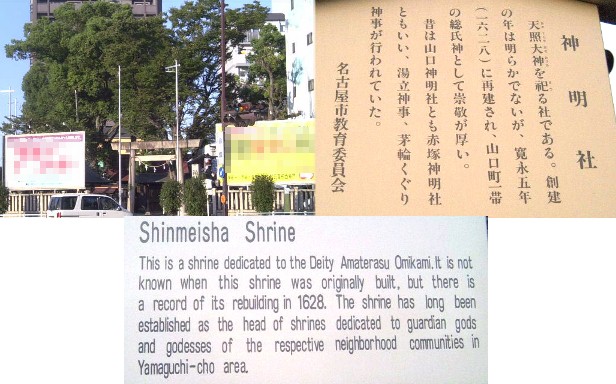 神明社
天照大神を祀る社である。創建
の年は明らかでないが、寛永五年
(一六二八)に再建され、山口町一帯
の総氏神として崇敬が厚い。
昔は山口神明社とも赤塚神明社
ともいい、湯立神事、茅輪くぐり
神事が行われていた。
名古屋市教育委員会
Shinmeisha Shrine
This is a shrine dedicated to the Deity Amaterasu Omikami.It is not
known when this shrine was originally built, but there is
a record of its rebuilding in 1628. The shrine has long been
established as the head of shrines dedicated to guardian gods
and godesses of the respective neighborhood communities in
Yamaguchi-cho area.